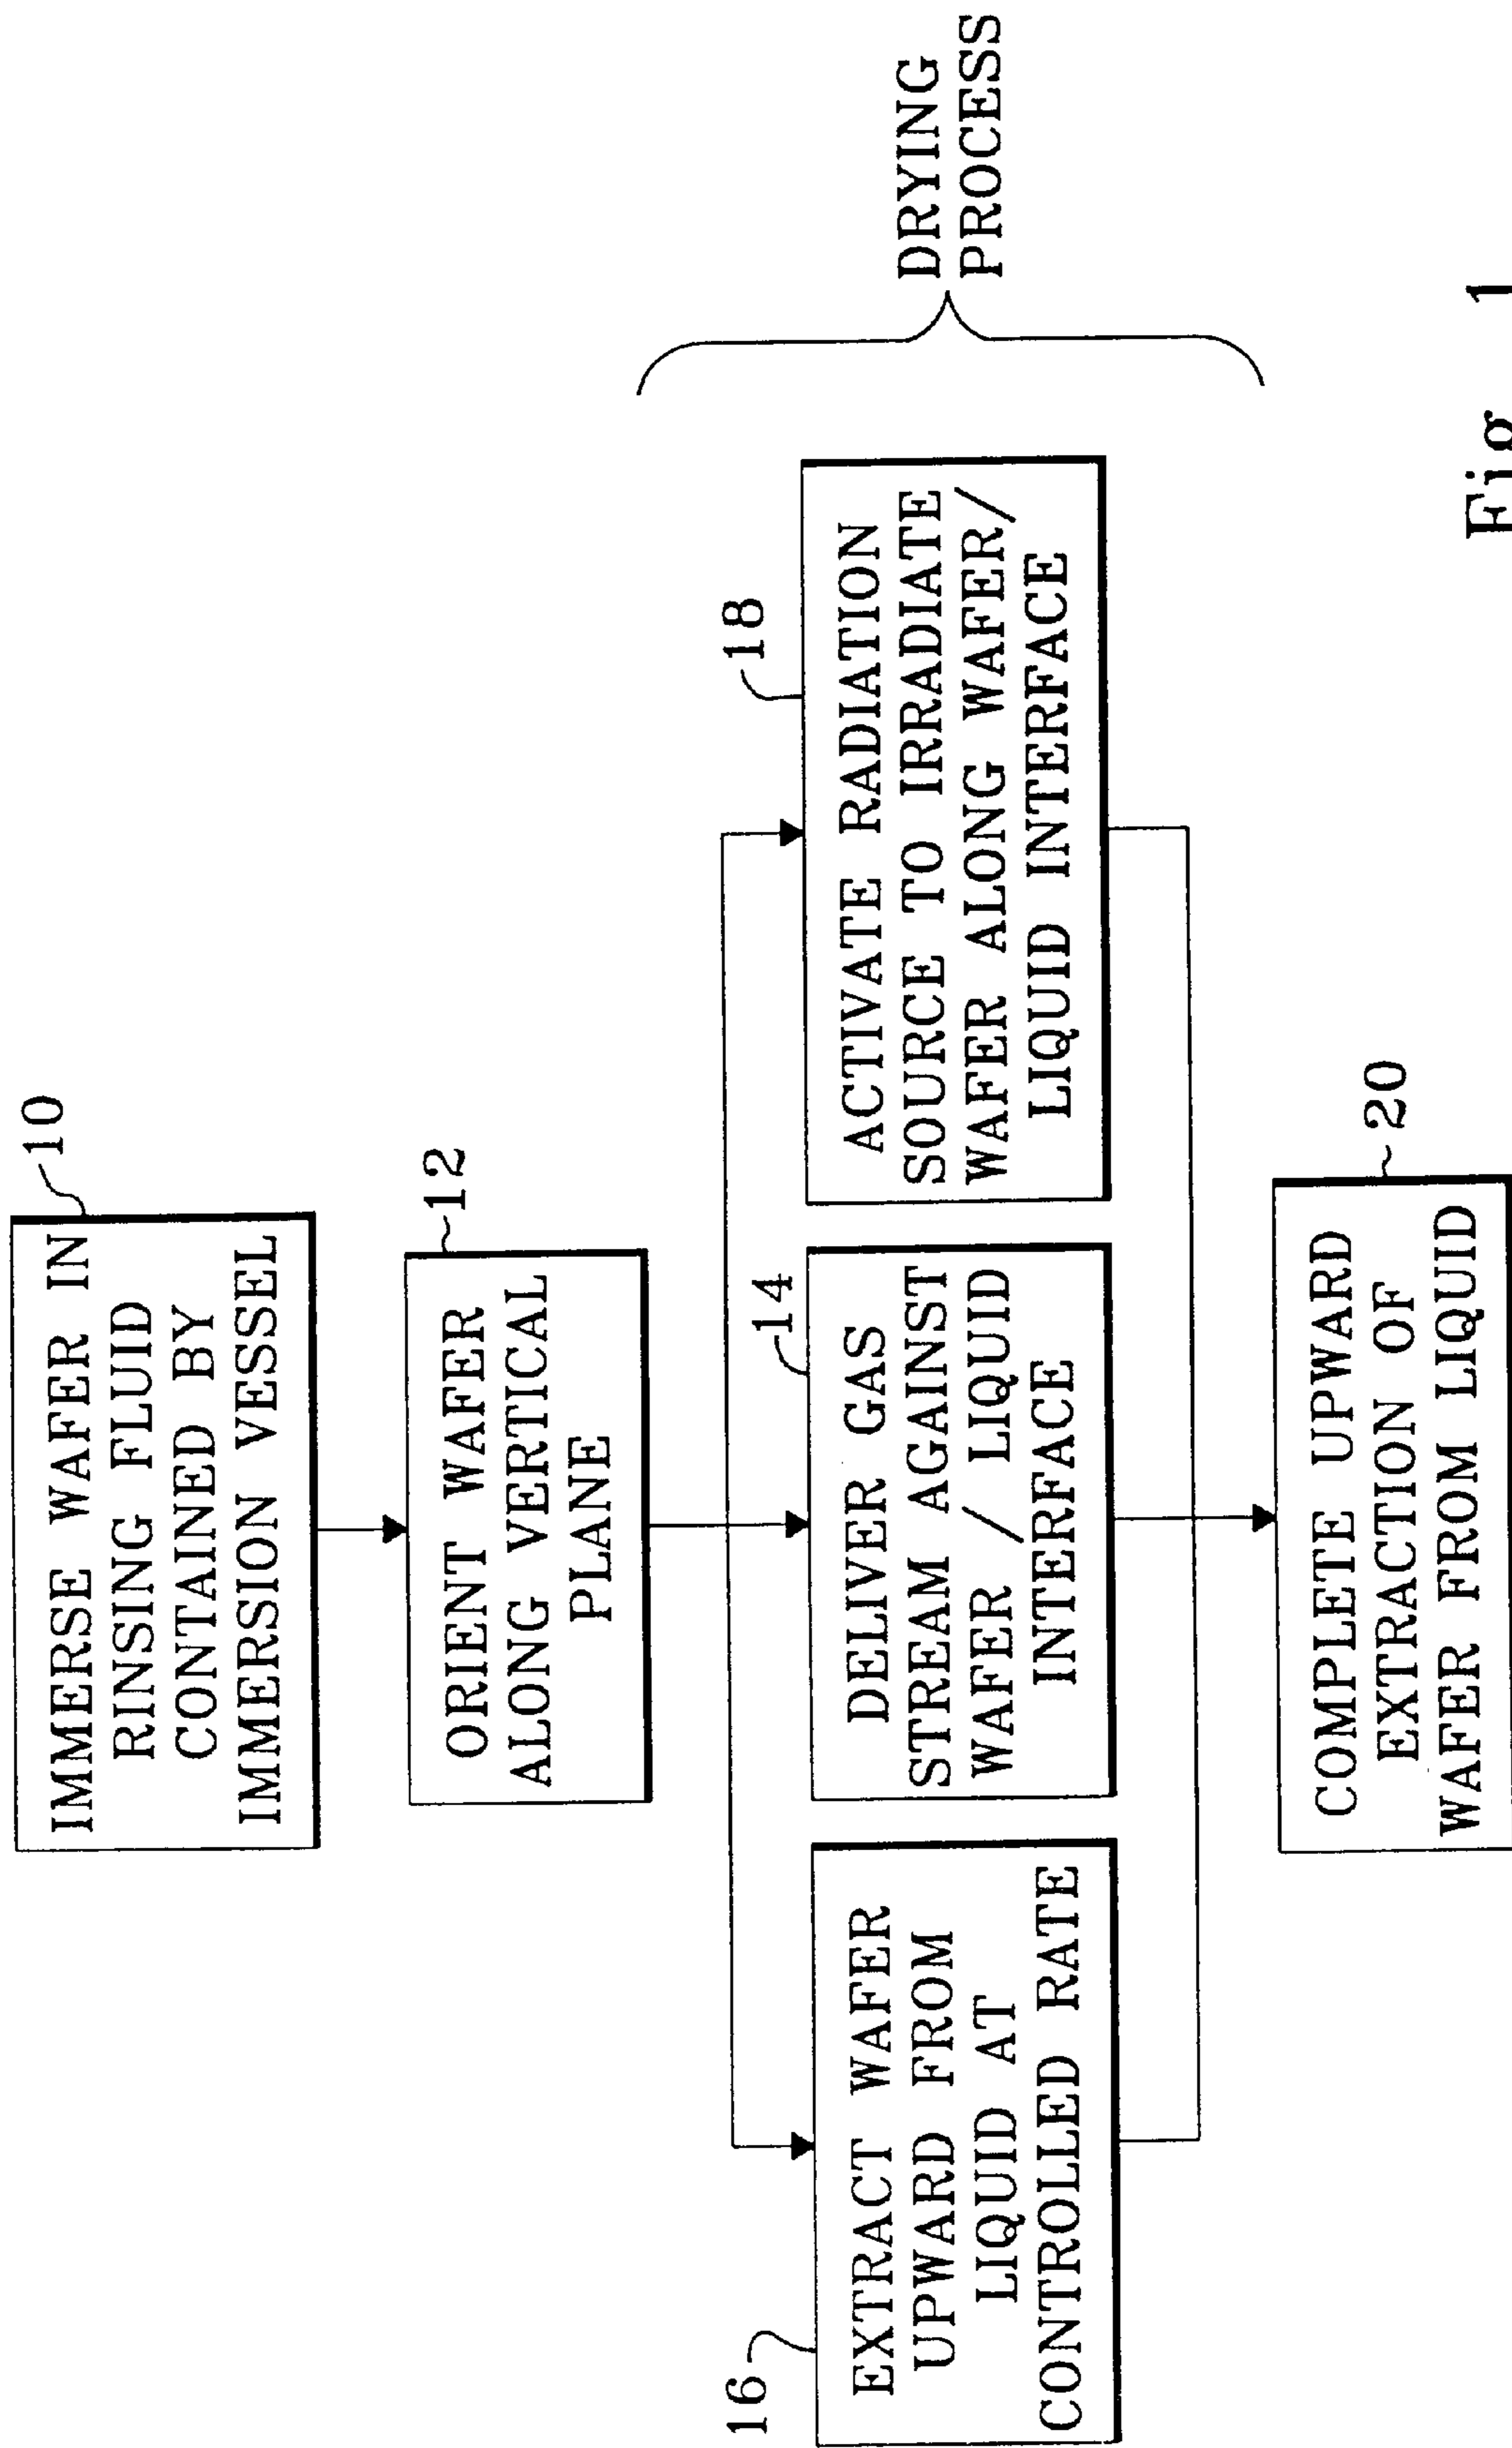 10
IMMERSE WAFER IN
RINSING FLUID
CONTAINED BY
IMMERSION VESSEL
12
ORIENT WAFER
ALONG VERTICAL
PLANE
16
EXTRACT WAFER
UPWARD FROM
LIQUID AT
CONTROLLED RATE
14
DELIVER GAS
STREAM AGAINST
WAFER / LIQUID
INTERFACE
18
ACTIVATE RADIATION
SOURCE TO IRRADIATE
WAFER ALONG WAFER/
LIQUID INTERFACE
DRYING
PROCESS
20
COMPLETE UPWARD
EXTRACTION OF
WAFER FROM LIQUID
Fig. 1